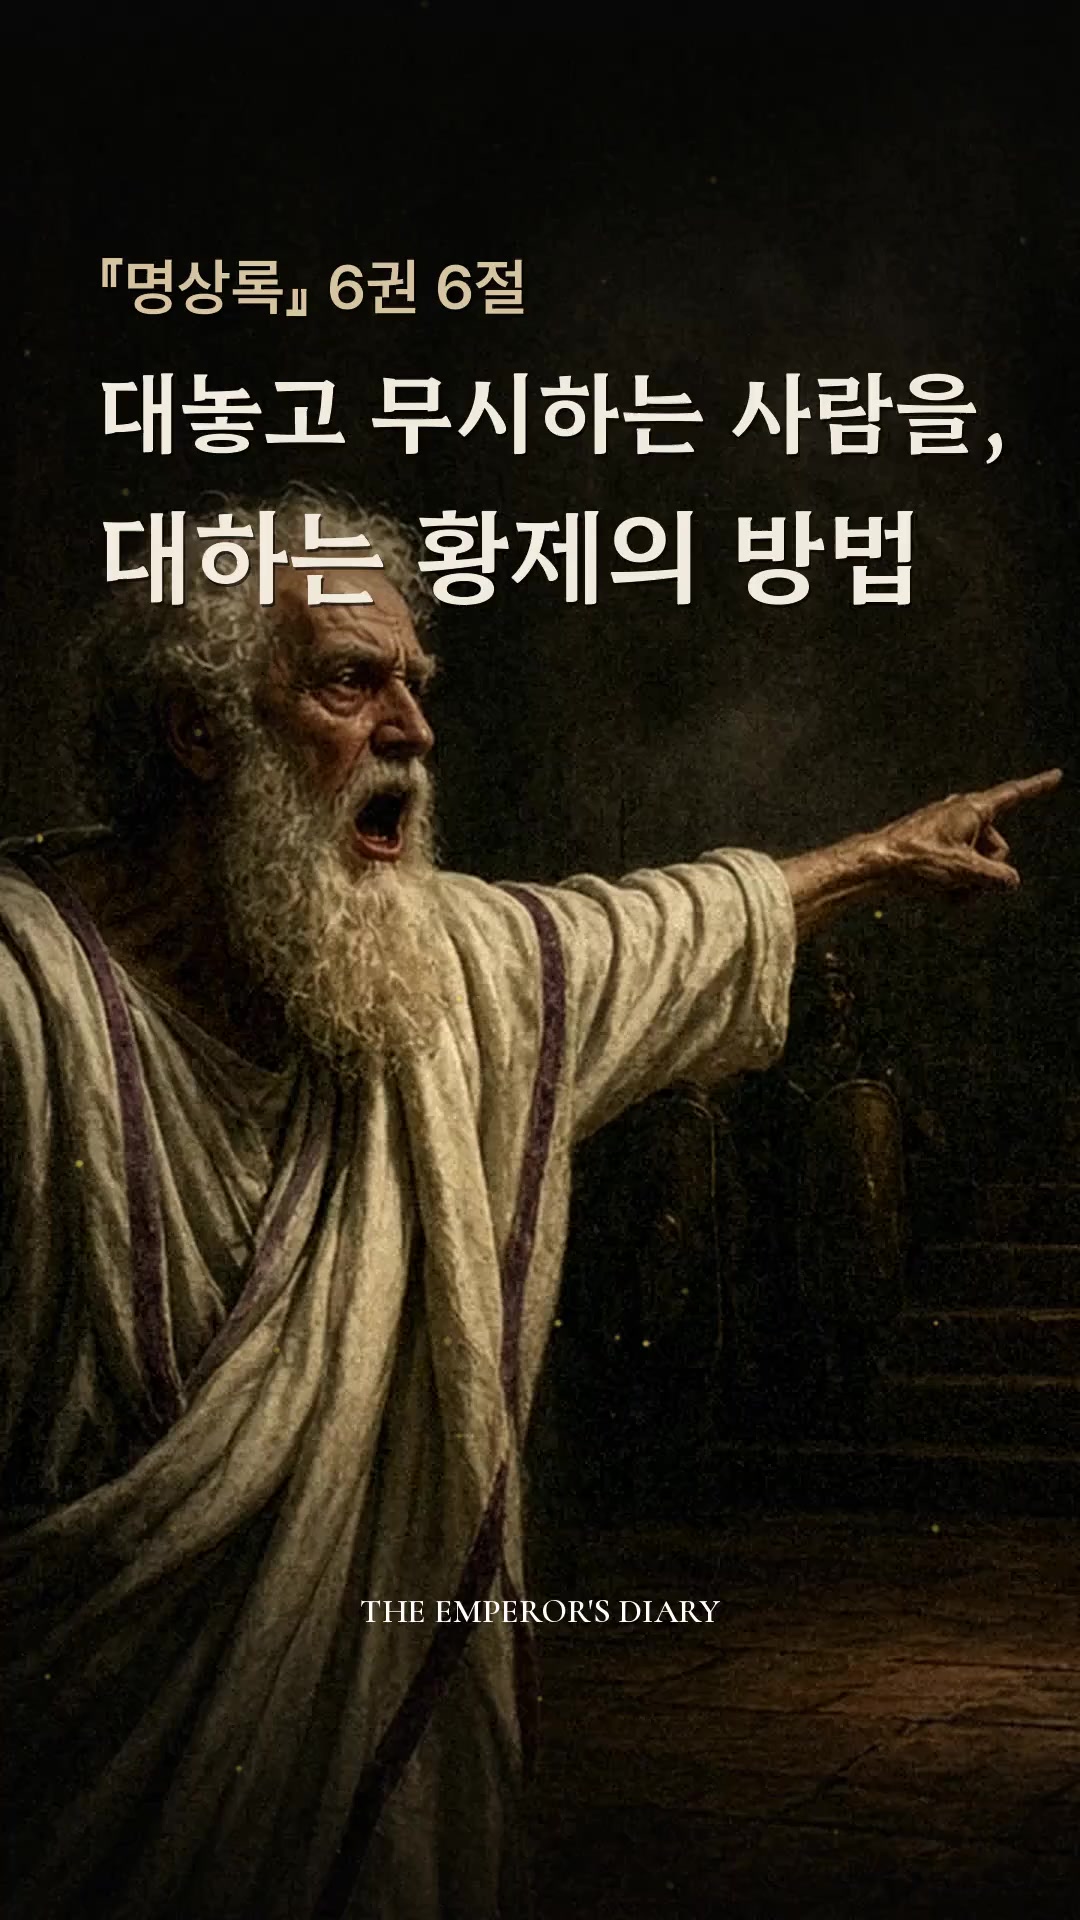 『명상록』 6권 6절
대놓고 무시하는 사람을,
대하는 황제의 방법
THE EMPEROR'S DIARY